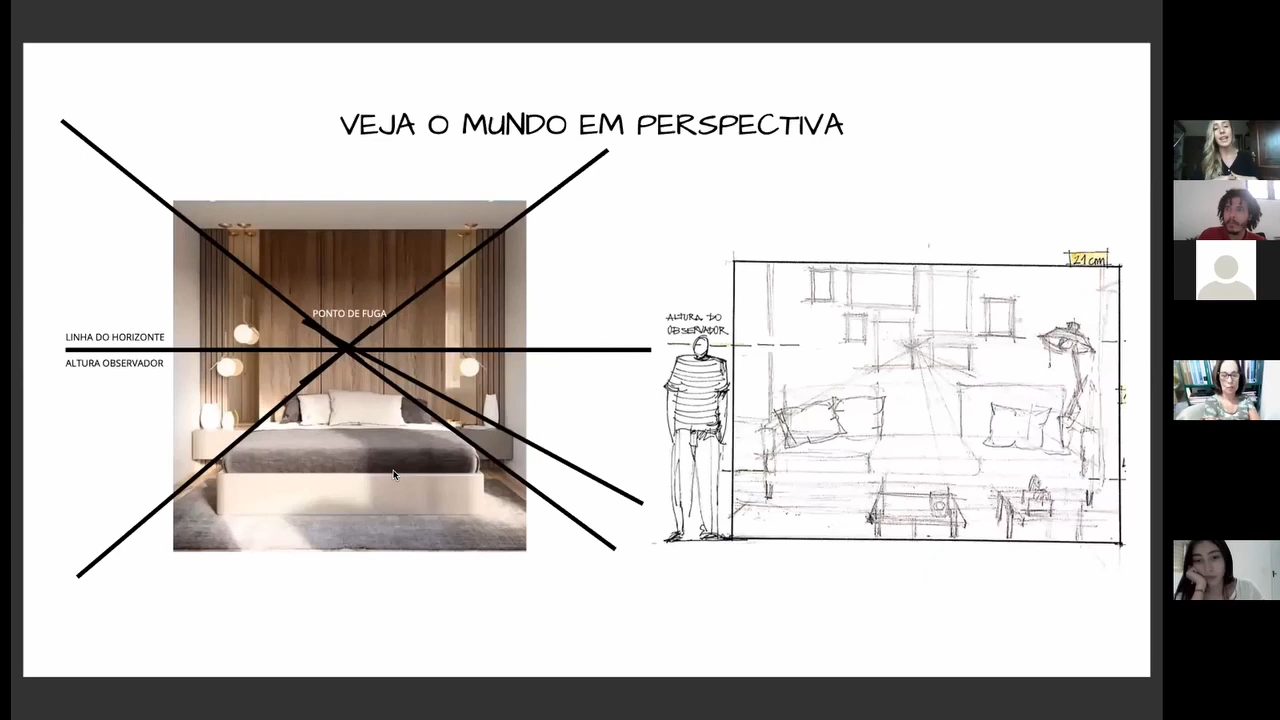 VEJA O MUNDO EM PERSPECTIVA
PONTO DE FUGA
LINHA DO HORIZONTE
ALTURA OBSERVADOR
ALTURA DO
OBSERVADOR
21 cm